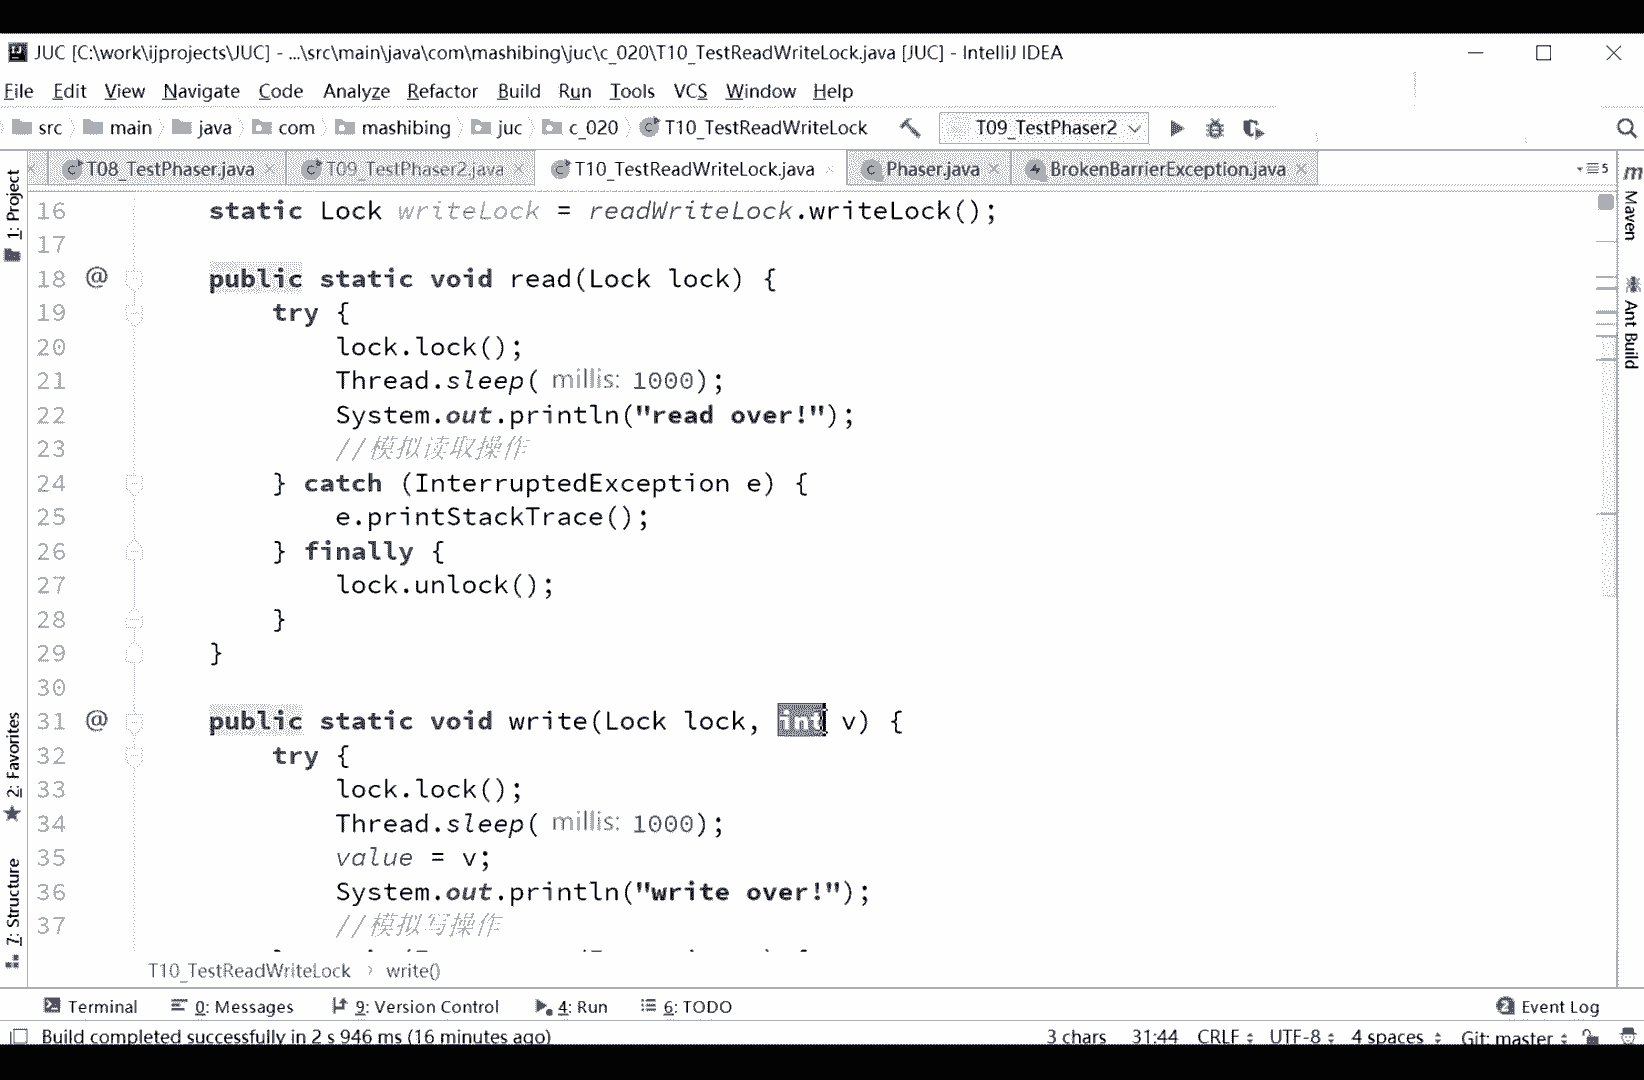 JUC [C:\work\ijprojects\JUC] - ...\src\main\java\com\mashibing\juc\c_020\T10_TestReadWriteLock.java [JUC] - IntelliJ IDEA
File Edit View Navigate Code Analyze Refactor Build Run Tools VCS Window Help
src main java com mashibing juc c_020 T10_TestReadWriteLock T09_TestPhaser2
T08_TestPhaser.java T09_TestPhaser2.java T10_TestReadWriteLock.java Phaser.java BrokenBarrierException.java 5
1: Project
2: Favorites
7: Structure
16 static Lock writeLock = readWriteLock.writeLock();
17
18 @ public static void read(Lock lock) {
19 try {
20 lock.lock();
21 Thread.sleep( millis: 1000);
22 System.out.println("read over!");
23 //模拟读取操作
24 } catch (InterruptedException e) {
25 e.printStackTrace();
26 } finally {
27 lock.unlock();
28 }
29 }
30
31 @ public static void write(Lock lock, int v) {
32 try {
33 lock.lock();
34 Thread.sleep( millis: 1000);
35 value = v;
36 System.out.println("write over!");
37 //模拟写操作
m Maven
Ant Build
T10_TestReadWriteLock › write()
Terminal 0: Messages 9: Version Control 4: Run 6: TODO 2 Event Log
Build completed successfully in 2 s 946 ms (16 minutes ago) 3 chars 31:44 CRLF UTF-8 4 spaces Git: master